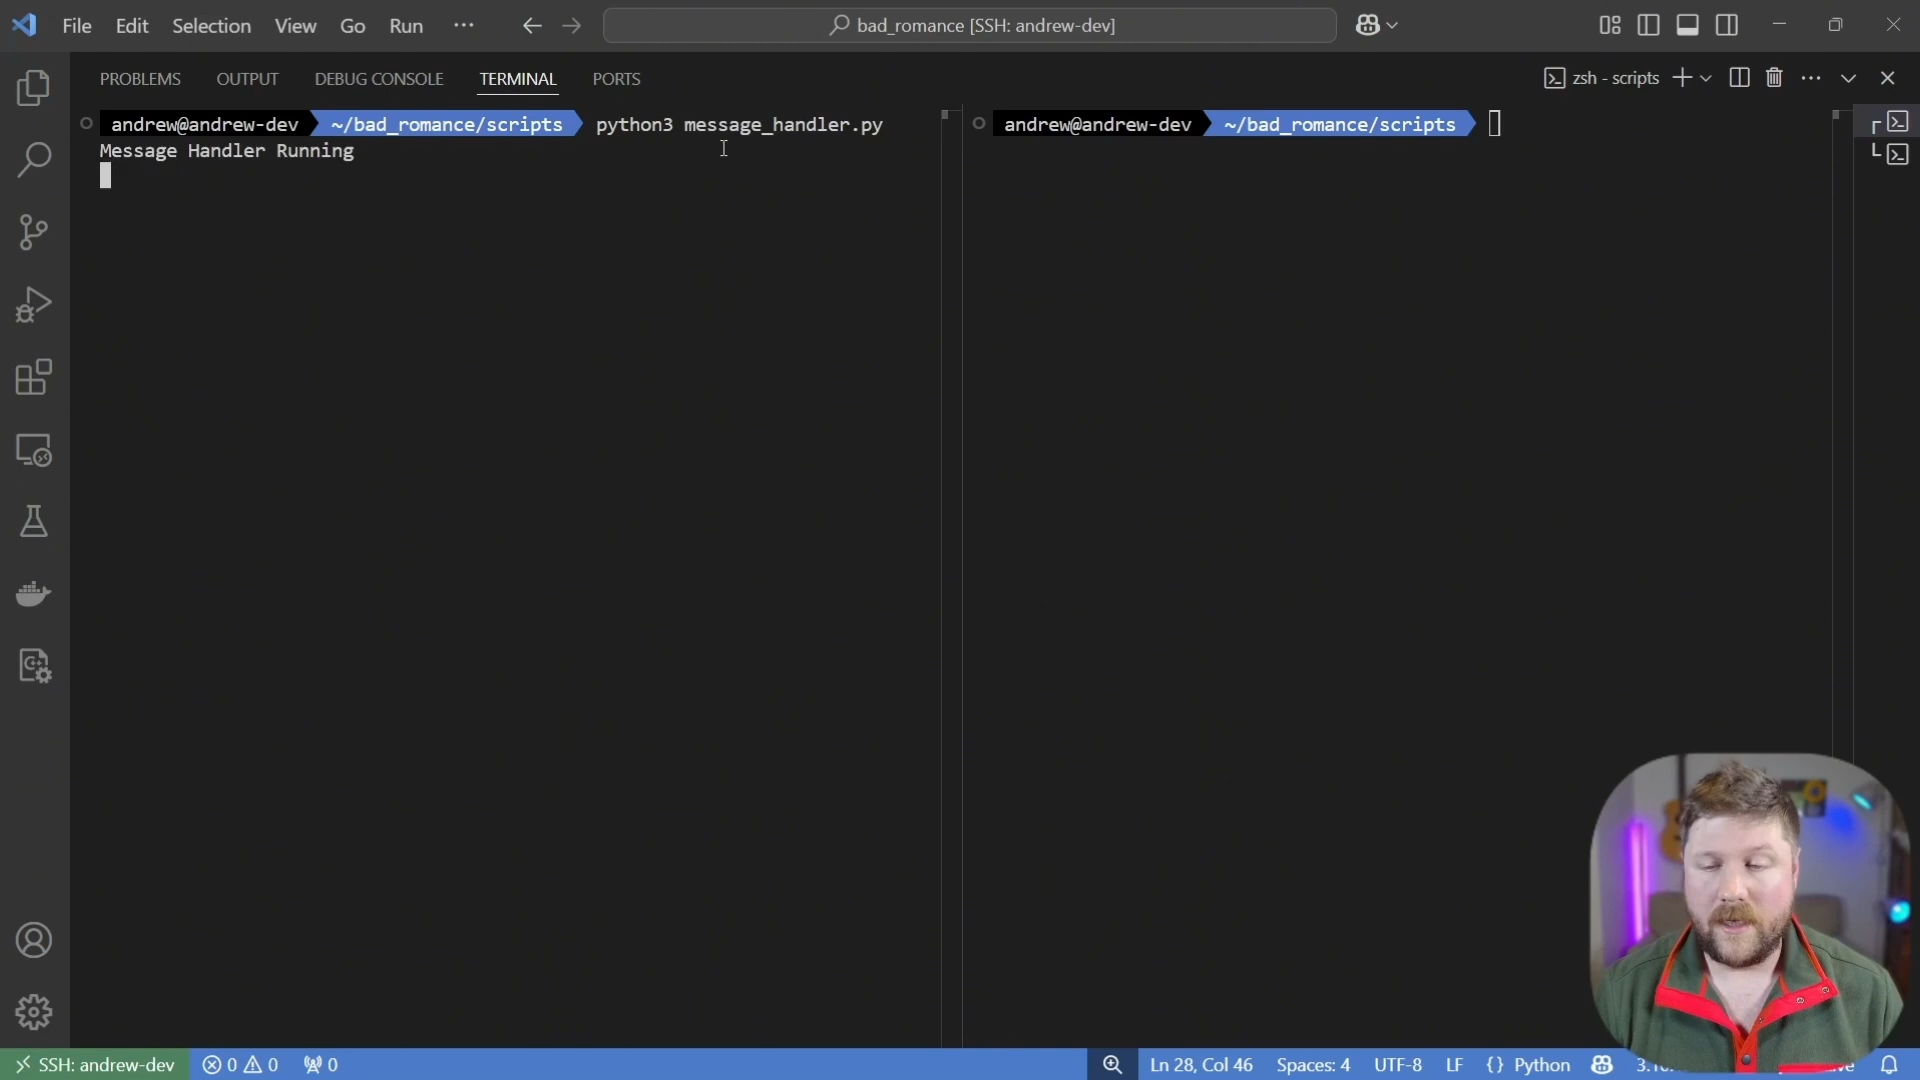 File Edit Selection View Go Run ···
bad_romance [SSH: andrew-dev]
PROBLEMS OUTPUT DEBUG CONSOLE TERMINAL PORTS
zsh - scripts
andrew@andrew-dev ~/bad_romance/scripts python3 message_handler.py
Message Handler Running
andrew@andrew-dev ~/bad_romance/scripts
SSH: andrew-dev 0 0 0
Ln 28, Col 46 Spaces: 4 UTF-8 LF {} Python